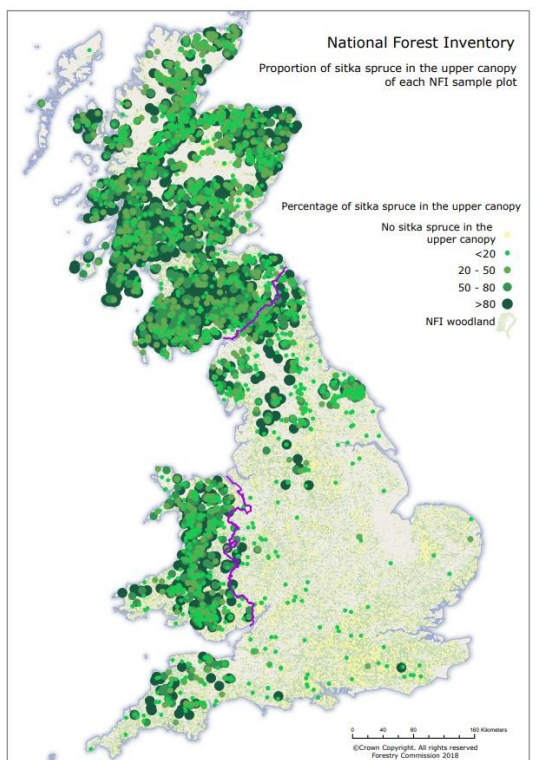 National Forest Inventory
Proportion of sitka spruce in the upper canopy
of each NFI sample plot
Percentage of sitka spruce in the upper canopy
No sitka spruce in the
upper canopy
<20
20 - 50
50 - 80
>80
NFI woodland
0 40 80 160 Kilometers
©Crown Copyright. All rights reserved
Forestry Commission 2018